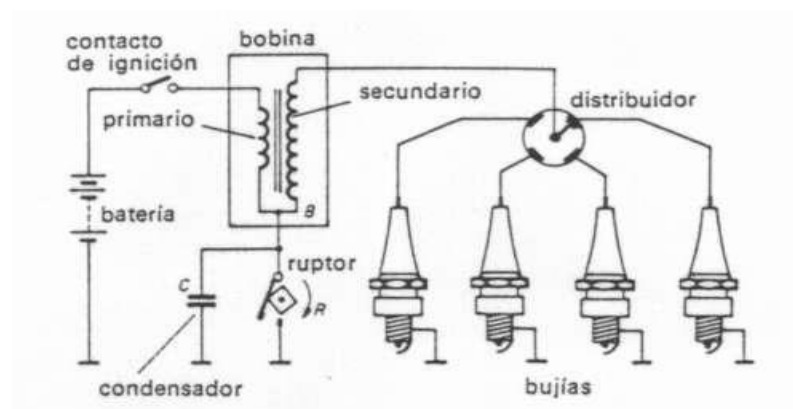 contacto
de ignición
bobina
primario
secundario
distribuidor
batería
B
C
ruptor
R
condensador
bujías